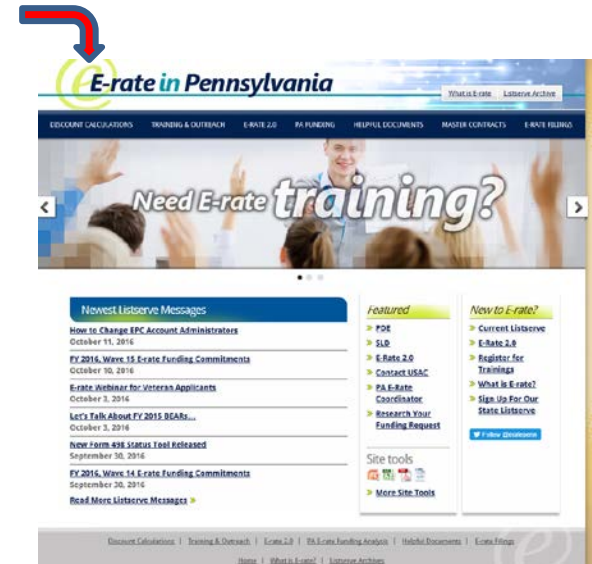 E-rate in Pennsylvania
What is E-rate Listserve Archive
DISCOUNT CALCULATIONS TRAINING & OUTREACH E-RATE 2.0 PA FUNDING HELPFUL DOCUMENTS MASTER CONTRACTS E-RATE FILINGS
Need E-rate training?
Newest Listserve Messages
How to Change EPC Account Administrators
October 11, 2016
FY 2016, Wave 15 E-rate Funding Commitments
October 10, 2016
E-rate Webinar for Veteran Applicants
October 3, 2016
Let's Talk About FY 2015 BEARs...
October 3, 2016
New Form 498 Status Tool Released
September 30, 2016
FY 2016, Wave 14 E-rate Funding Commitments
September 30, 2016
Read More Listserve Messages »
Featured
» PDE
» SLD
» E-Rate 2.0
» Contact USAC
» PA E-Rate
Coordinator
» Research Your
Funding Request
Site tools
» More Site Tools
New to E-rate?
» Current Listserve
» E-Rate 2.0
» Register for
Trainings
» What is E-rate?
» Sign Up For Our
State Listserve
Follow
Discount Calculations | Training & Outreach | E-rate 2.0 | PA E-rate Funding Analysis | Helpful Documents | E-rate Filings
Home | What is E-rate? | Listserve Archives